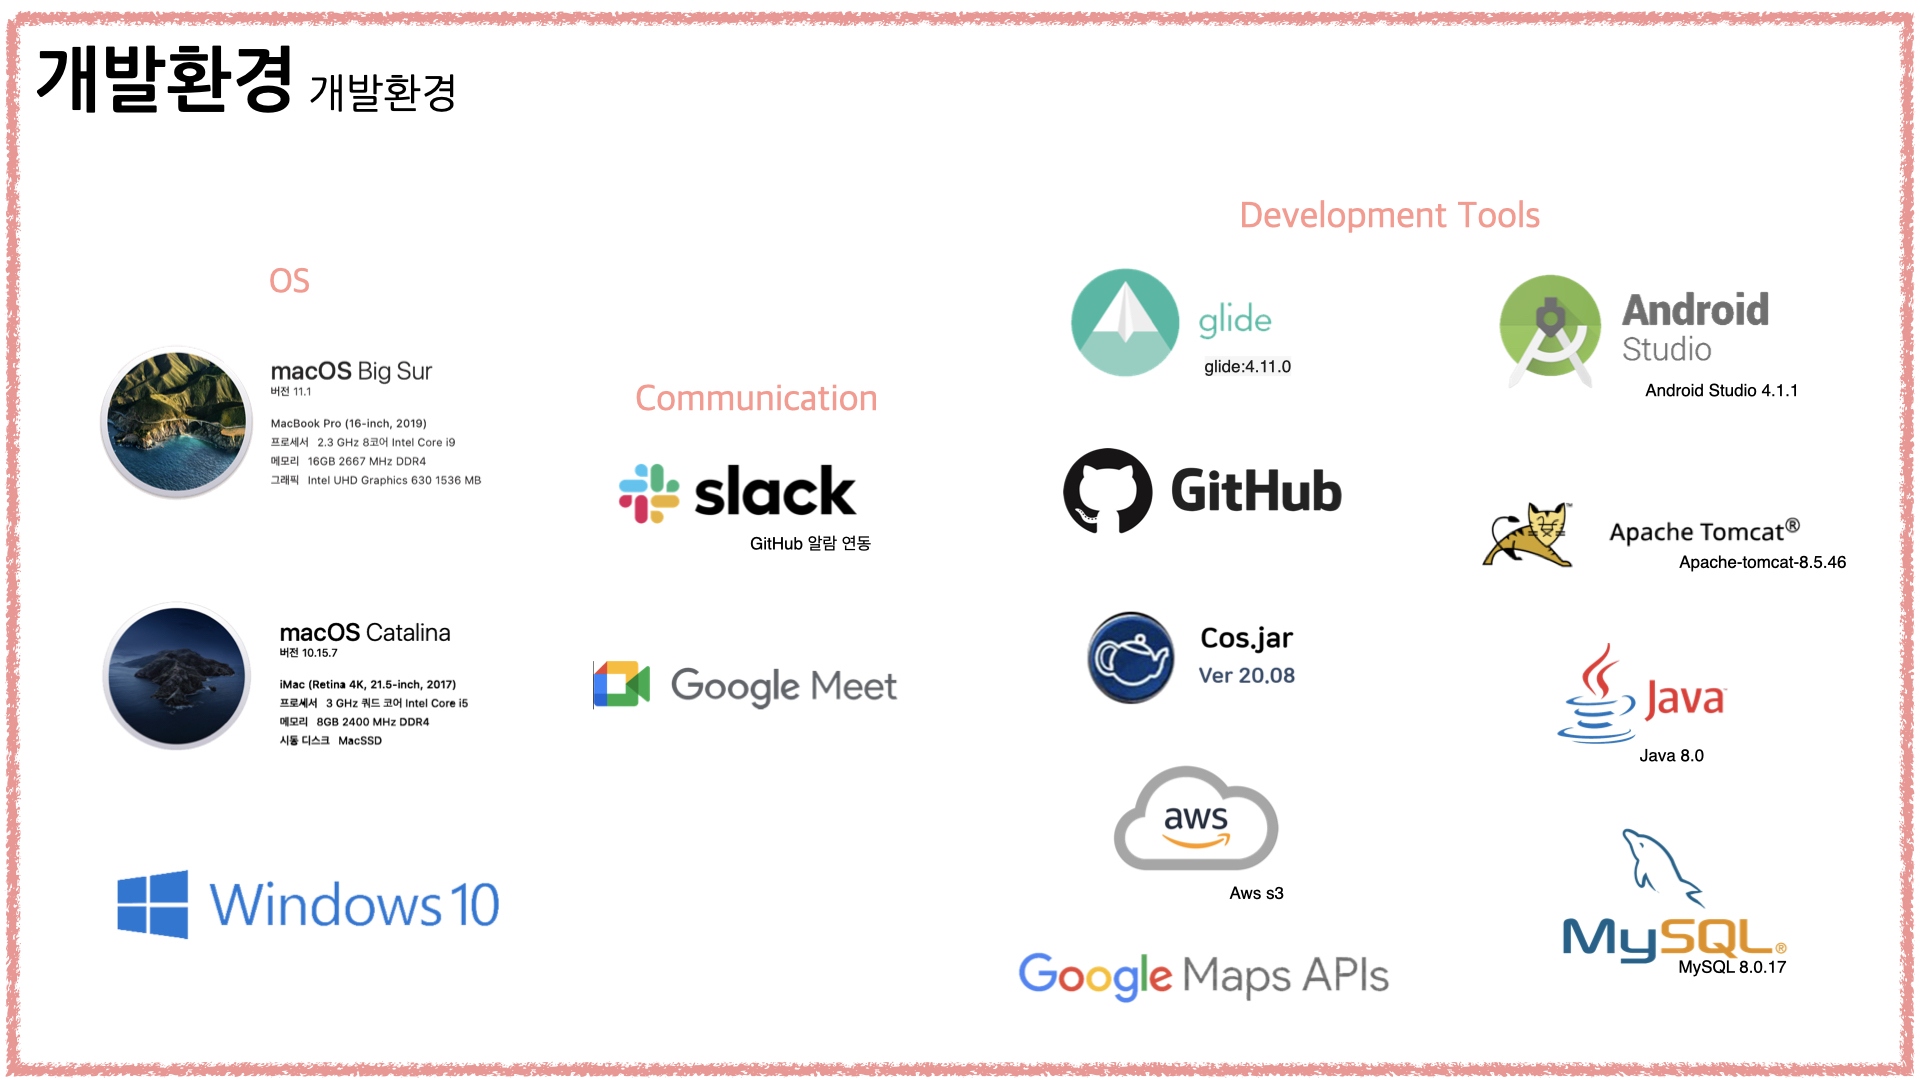 개발환경 개발환경
OS
macOS Big Sur
버전 11.1
MacBook Pro (16-inch, 2019)
프로세서 2.3 GHz 8코어 Intel Core i9
메모리 16GB 2667 MHz DDR4
그래픽 Intel UHD Graphics 630 1536 MB
macOS Catalina
버전 10.15.7
iMac (Retina 4K, 21.5-inch, 2017)
프로세서 3 GHz 쿼드 코어 Intel Core i5
메모리 8GB 2400 MHz DDR4
시동 디스크 MacSSD
Windows 10
Communication
slack
GitHub 알람 연동
Google Meet
Development Tools
glide
glide:4.11.0
GitHub
Cos.jar
Ver 20.08
aws
Aws s3
Google Maps APIs
Android
Studio
Android Studio 4.1.1
Apache Tomcat®
Apache-tomcat-8.5.46
Java™
Java 8.0
MySQL®
MySQL 8.0.17